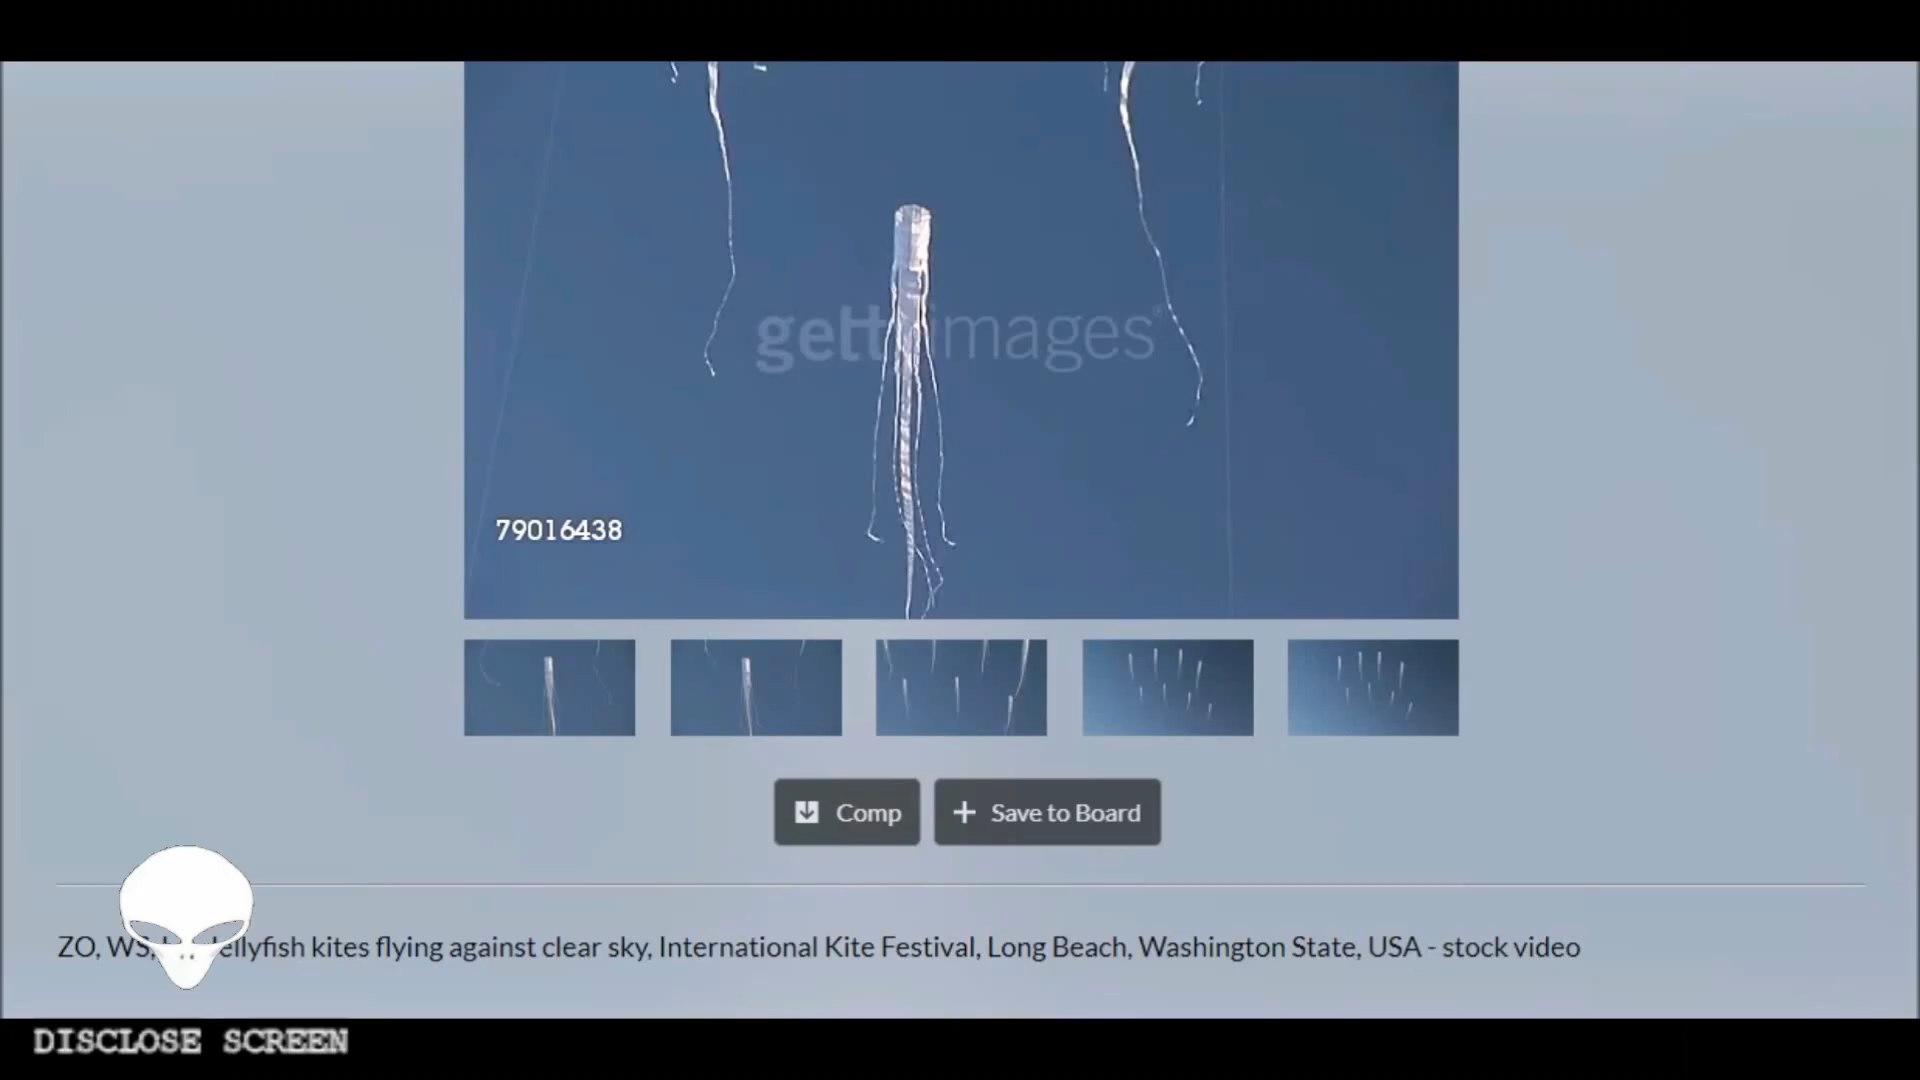 gettyimages®
79016438
Comp
Save to Board
ZO, WS, ellyfish kites flying against clear sky, International Kite Festival, Long Beach, Washington State, USA - stock video
DISCLOSE SCREEN